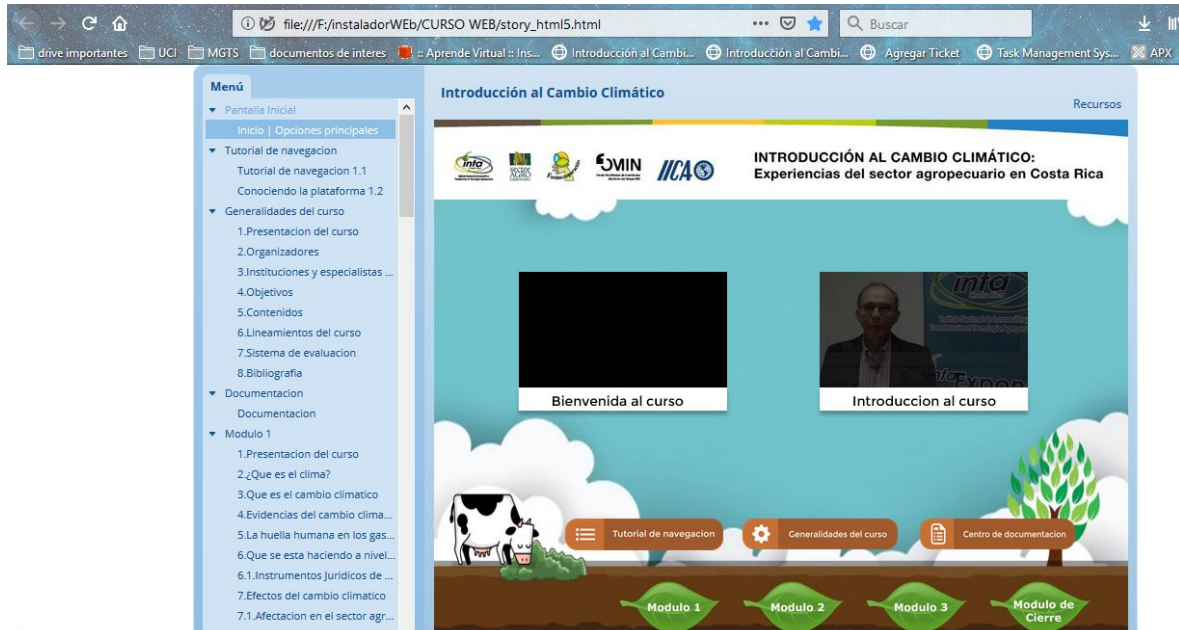 file:///F:/instaladorWEb/CURSO WEB/story_html5.html
Buscar
drive importantes
UCI
MGTS
documentos de interes
:: Aprende Virtual :: Ins...
Introducción al Cambi...
Introducción al Cambi...
Agregar Ticket
Task Management Sys...
APX
Menú
Pantalla Inicial
Inicio | Opciones principales
Tutorial de navegacion
Tutorial de navegacion 1.1
Conociendo la plataforma 1.2
Generalidades del curso
1.Presentacion del curso
2.Organizadores
3.Instituciones y especialistas ...
4.Objetivos
5.Contenidos
6.Lineamientos del curso
7.Sistema de evaluacion
8.Bibliografia
Documentacion
Documentacion
Modulo 1
1.Presentacion del curso
2.¿Que es el clima?
3.Que es el cambio climatico
4.Evidencias del cambio clima...
5.La huella humana en los gas...
6.Que se esta haciendo a nivel...
6.1.Instrumentos Juridicos de ...
7.Efectos del cambio climatico
7.1.Afectacion en el sector agr...
Introducción al Cambio Climático
Recursos
inta
sector
AGRO
FOMIN
IICA
INTRODUCCIÓN AL CAMBIO CLIMÁTICO:
Experiencias del sector agropecuario en Costa Rica
inta
Bienvenida al curso
Introduccion al curso
Tutorial de navegacion
Generalidades del curso
Centro de documentacion
Modulo 1
Modulo 2
Modulo 3
Modulo de
Cierre